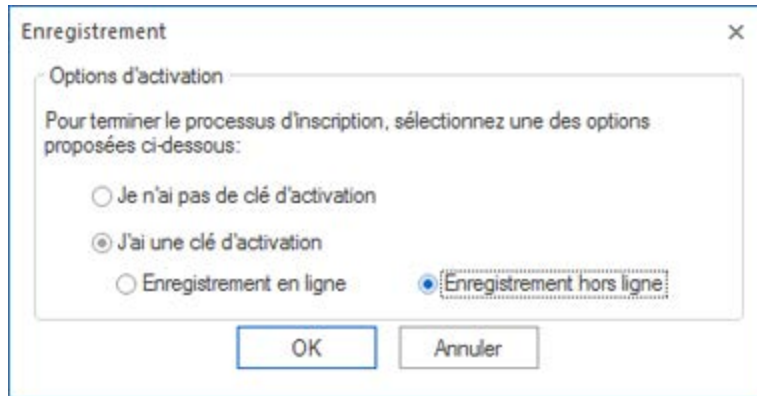 Enregistrement
Options d'activation
Pour terminer le processus d'inscription, sélectionnez une des options
proposées ci-dessous:
Je n'ai pas de clé d'activation
J'ai une clé d'activation
Enregistrement en ligne Enregistrement hors ligne
OK Annuler